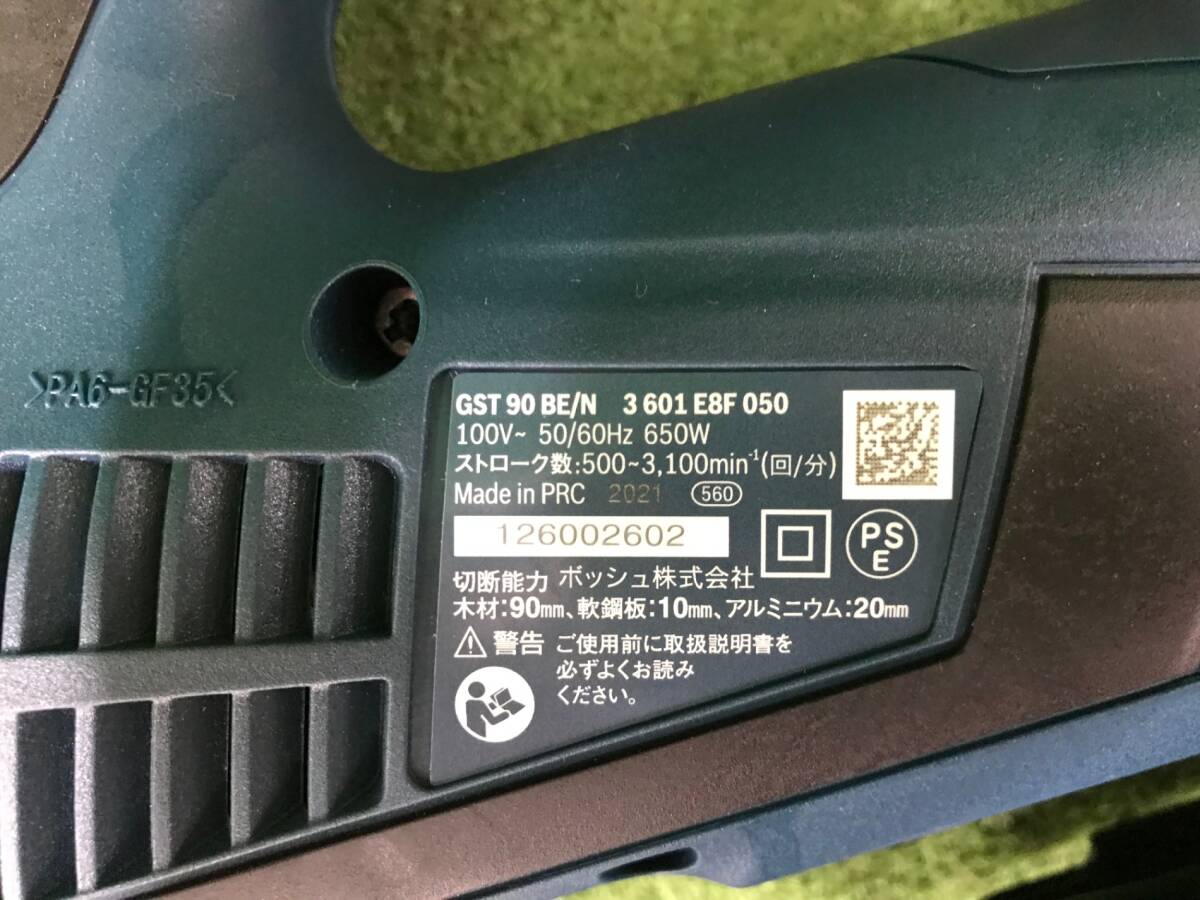 >PA6-GF35<
GST 90 BE/N 3 601 E8F 050
100V~ 50/60Hz 650W
ストローク数:500~3,100min⁻¹(回/分)
Made in PRC 2021 560
126002602
PSE
切断能力 ボッシュ株式会社
木材:90mm、軟鋼板:10mm、アルミニウム:20mm
警告 ご使用前に取扱説明書を
必ずよくお読み
ください。